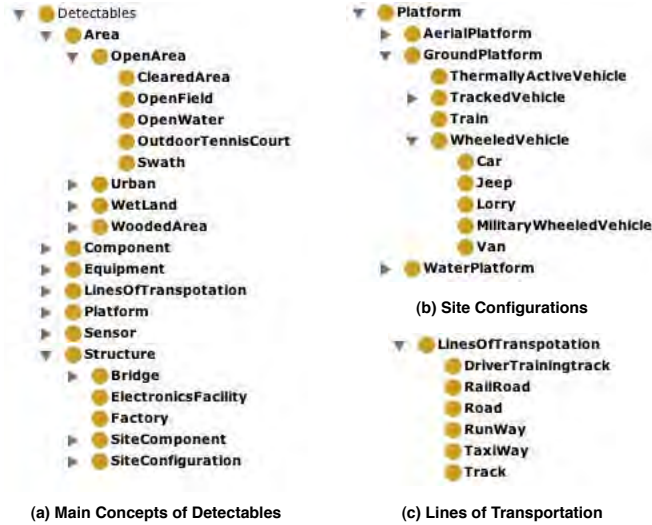 Detectables
Area
OpenArea
ClearedArea
OpenField
OpenWater
OutdoorTennisCourt
Swath
Urban
WetLand
WoodedArea
Component
Equipment
LinesOfTranspotation
Platform
Sensor
Structure
Bridge
ElectronicsFacility
Factory
SiteComponent
SiteConfiguration
(a) Main Concepts of Detectables
Platform
AerialPlatform
GroundPlatform
ThermallyActiveVehicle
TrackedVehicle
Train
WheeledVehicle
Car
Jeep
Lorry
MilitaryWheeledVehicle
Van
WaterPlatform
(b) Site Configurations
LinesOfTranspotation
DriverTrainingtrack
RailRoad
Road
RunWay
TaxiWay
Track
(c) Lines of Transportation